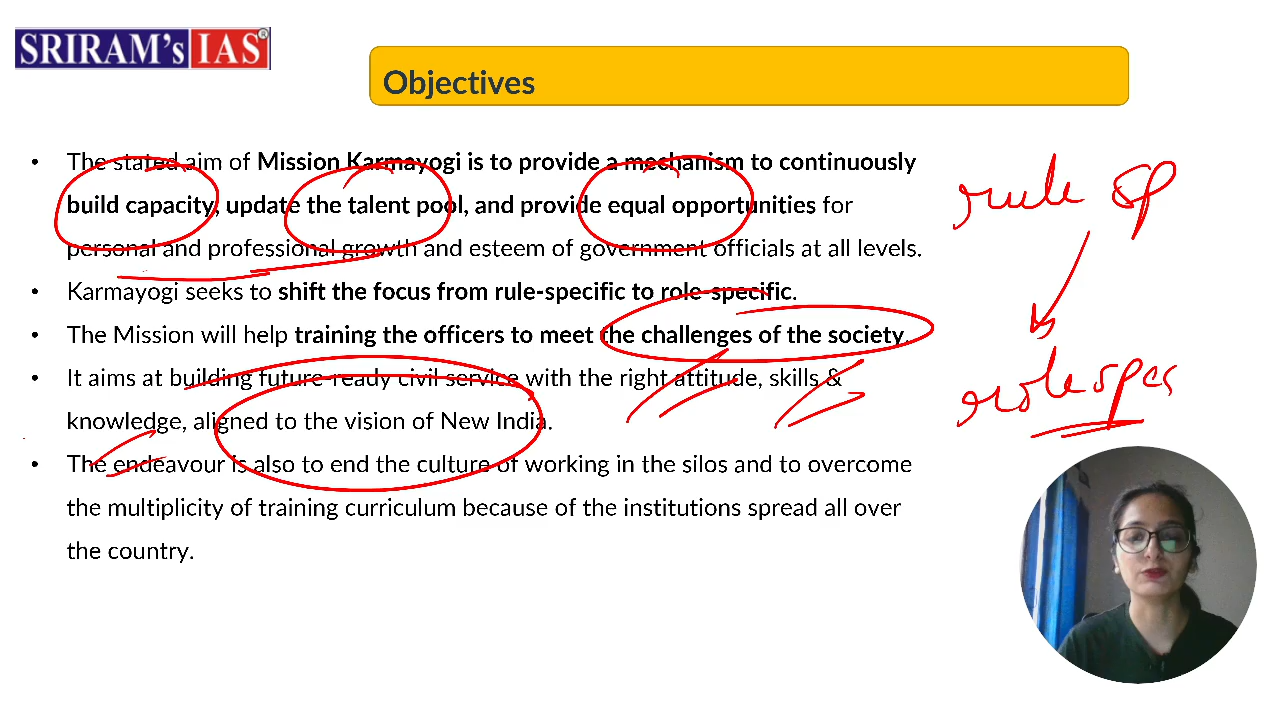 SRIRAM's IAS®
Objectives
• The stated aim of Mission Karmayogi is to provide a mechanism to continuously
build capacity, update the talent pool, and provide equal opportunities for
personal and professional growth and esteem of government officials at all levels.
• Karmayogi seeks to shift the focus from rule-specific to role-specific.
• The Mission will help training the officers to meet the challenges of the society.
• It aims at building future-ready civil service with the right attitude, skills &
knowledge, aligned to the vision of New India.
• The endeavour is also to end the culture of working in the silos and to overcome
the multiplicity of training curriculum because of the institutions spread all over
the country.
rule sp
role spec